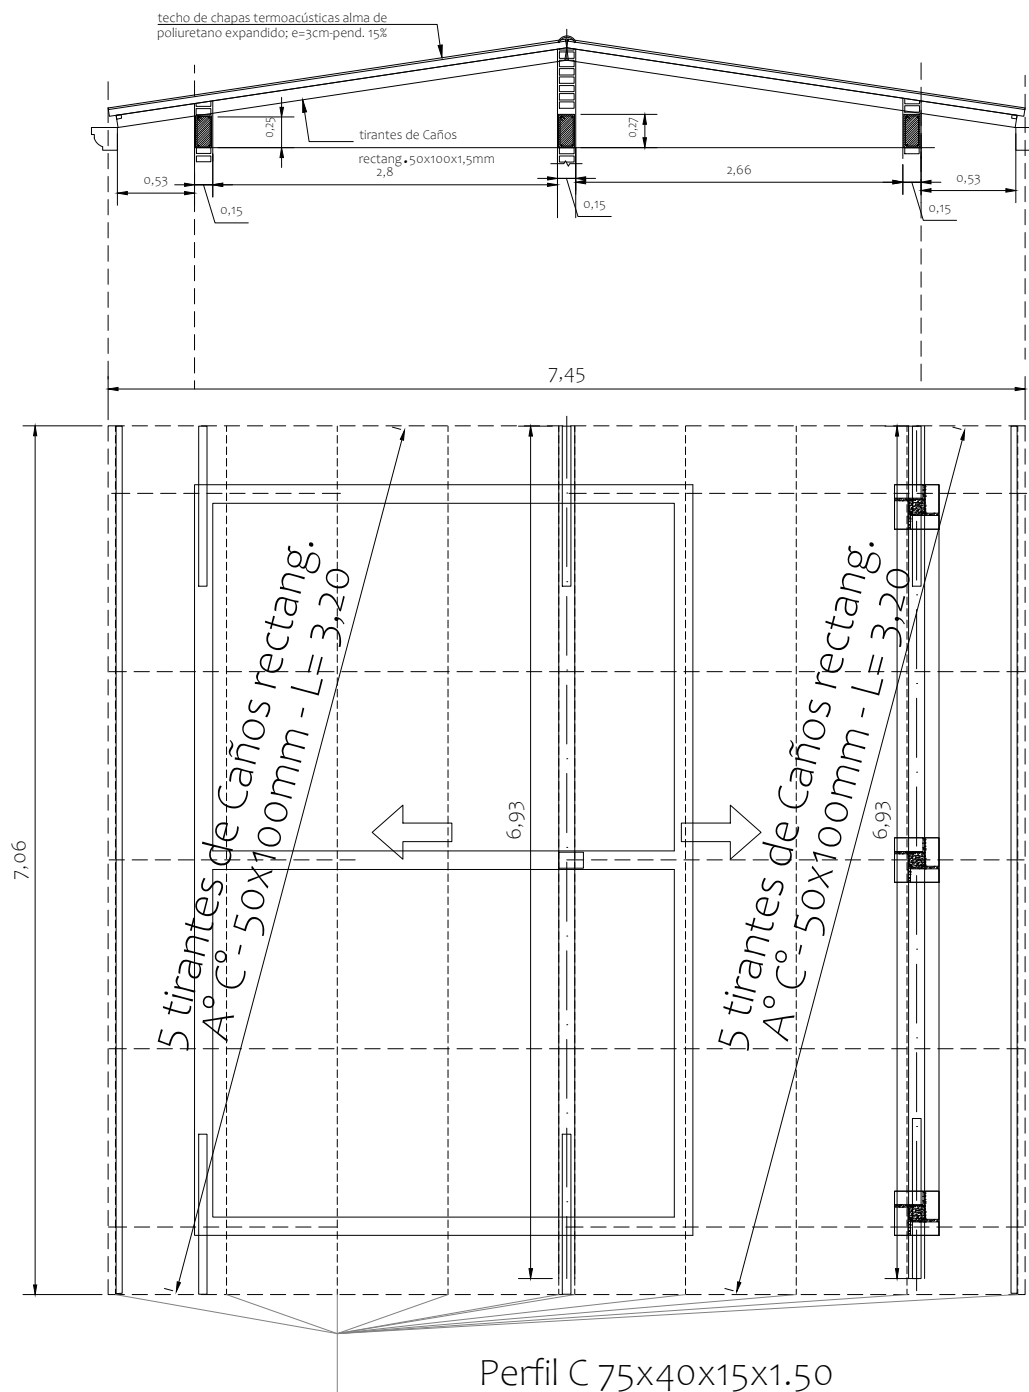 techo de chapas termoacústicas alma de
poliuretano expandido; e=3cm-pend. 15%
0,25
tirantes de Caños
rectang.50x100x1,5mm
0,27
0,53
2,8
2,66
0,53
0,15
0,15
0,15
7,45
7,06
5 tirantes de Caños rectang.
A° C° - 50x100mm - L= 3,20
6,93
5 tirantes de Caños rectang.
A° C° - 50x100mm - L= 3,20
6,93
Perfil C 75x40x15x1.50